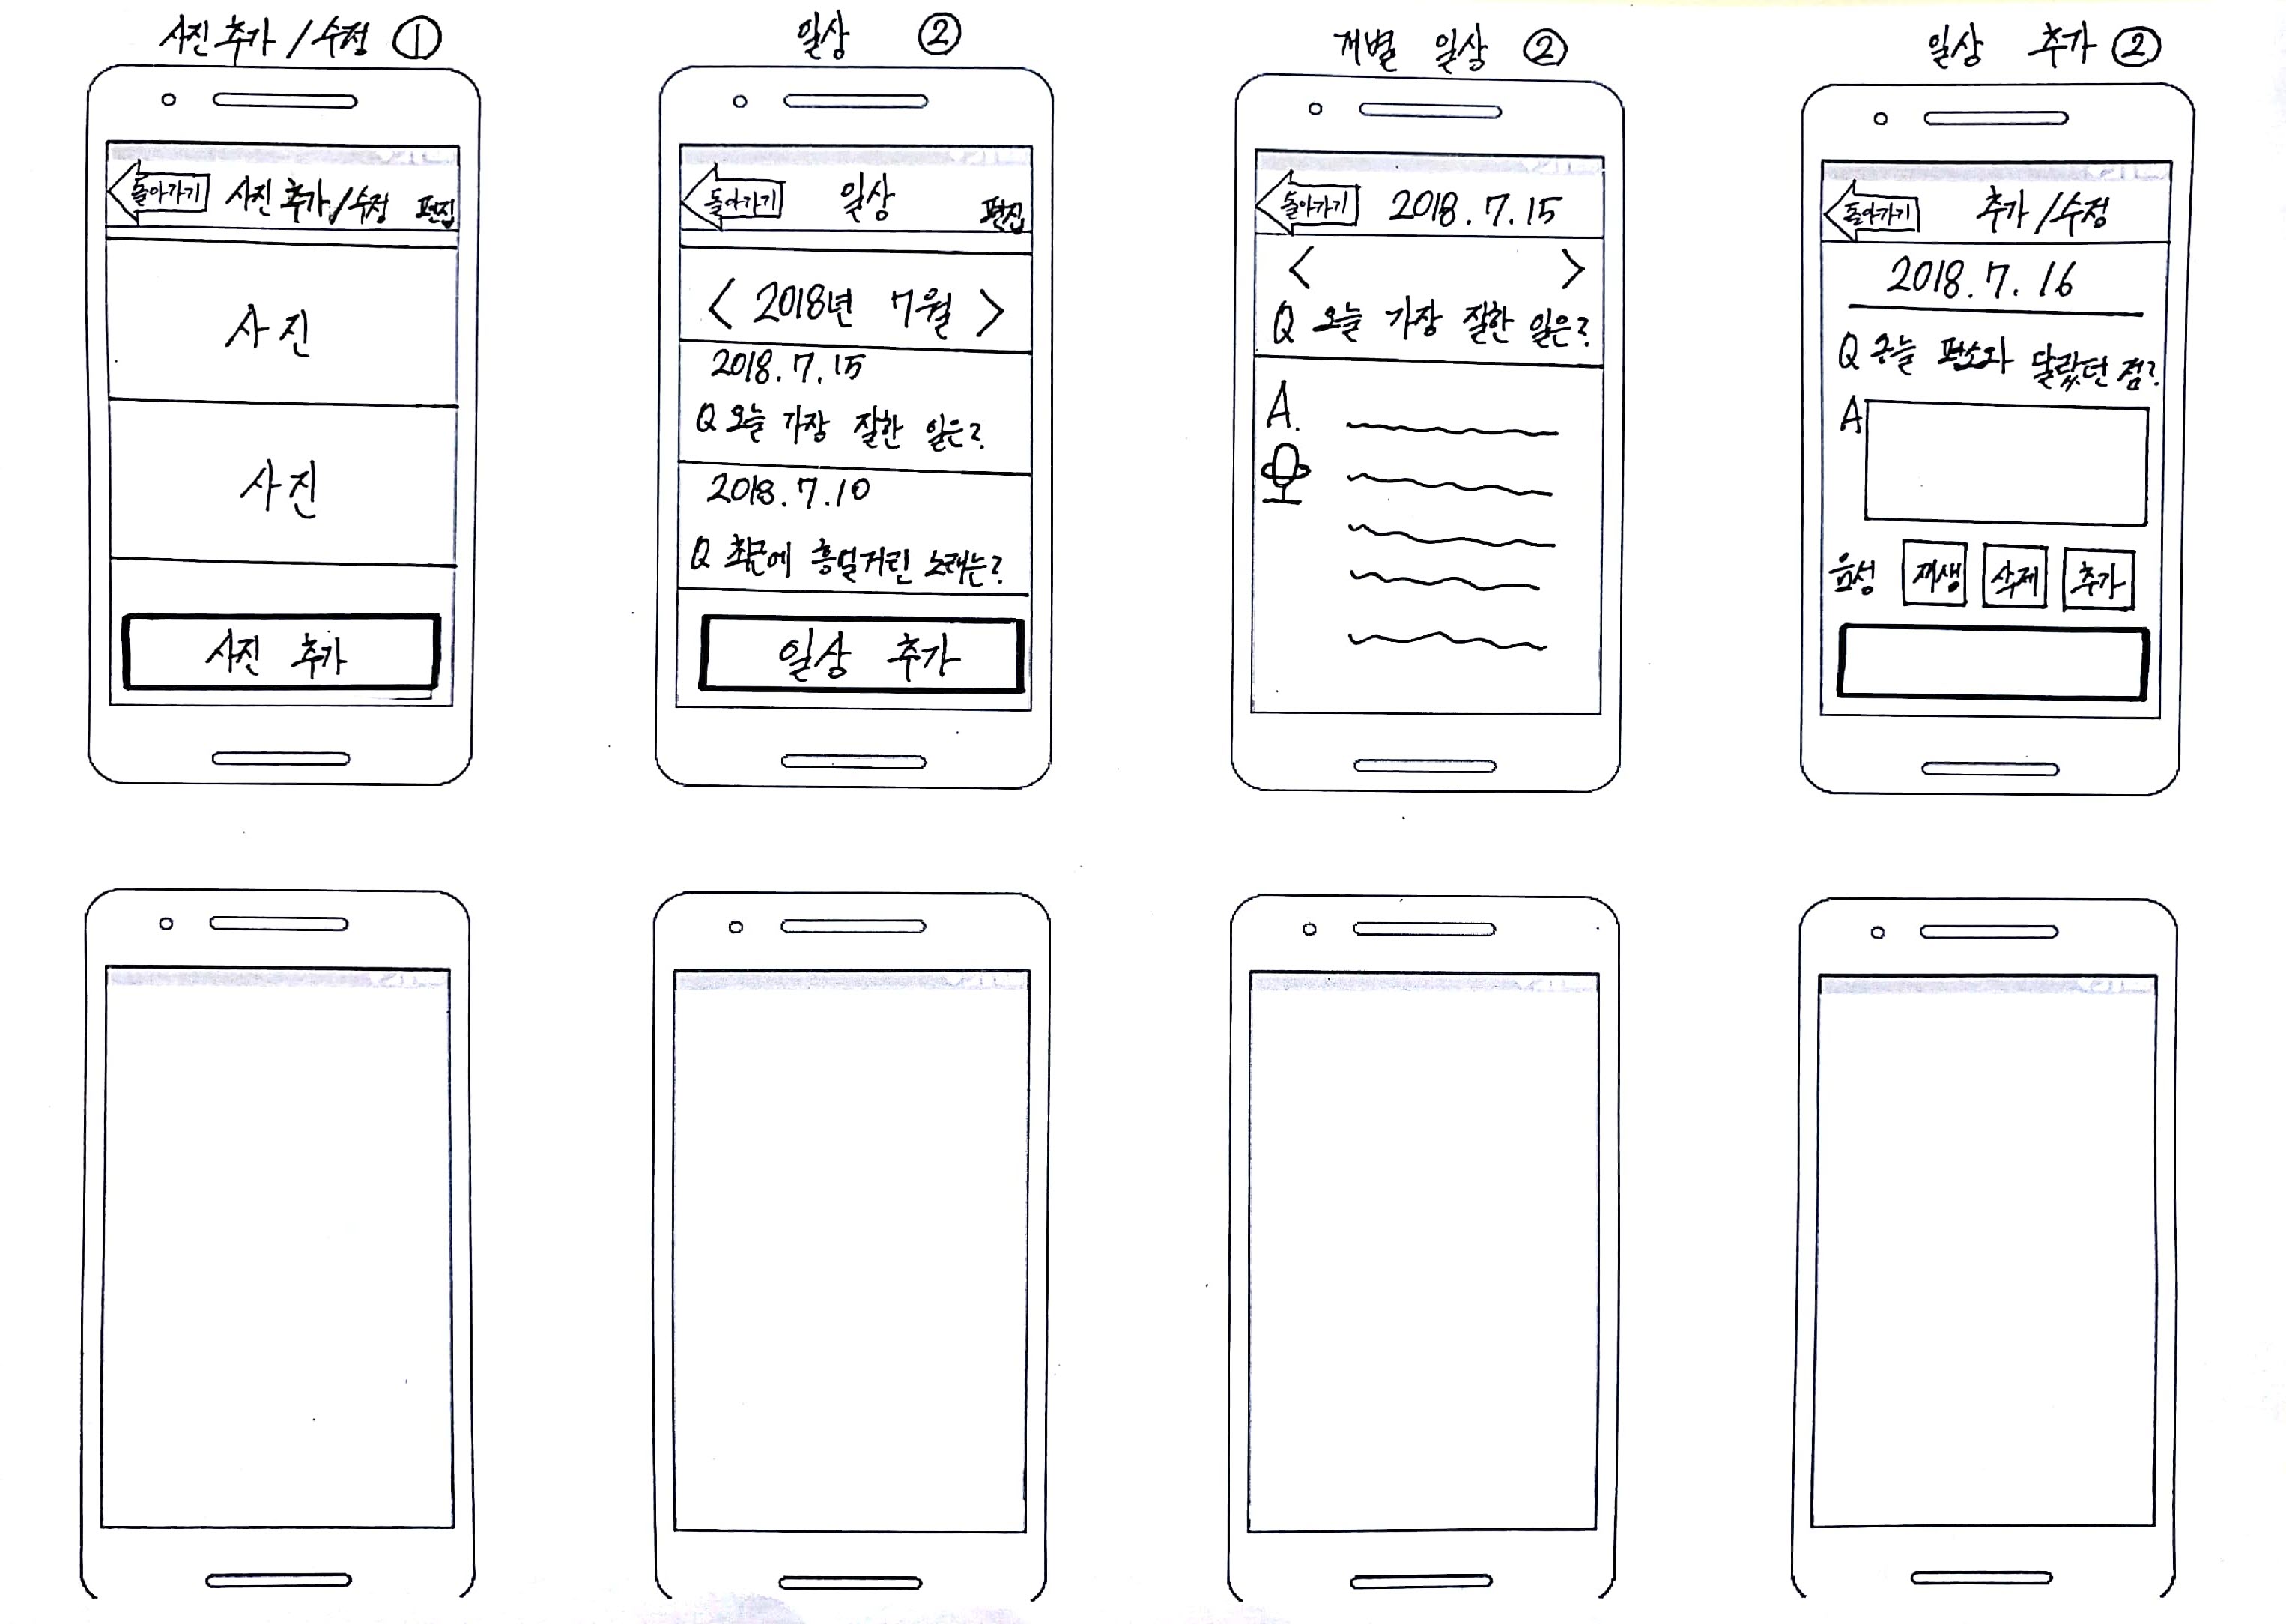 사진 추가 / 수정 ①
돌아가기 사진 추가/수정 편집
사진
사진
사진 추가
일상 ②
돌아가기 일상 편집
< 2018년 7월 >
2018.7.15
Q 오늘 가장 잘한 일은?
2018.7.10
Q 최근에 흥얼거린 노래는?
일상 추가
개별 일상 ②
돌아가기 2018.7.15
< >
Q 오늘 가장 잘한 일은?
A.
일상 추가 ②
돌아가기 추가/수정
2018.7.16
Q 오늘 평소와 달랐던 점?
A
음성 재생 삭제 추가